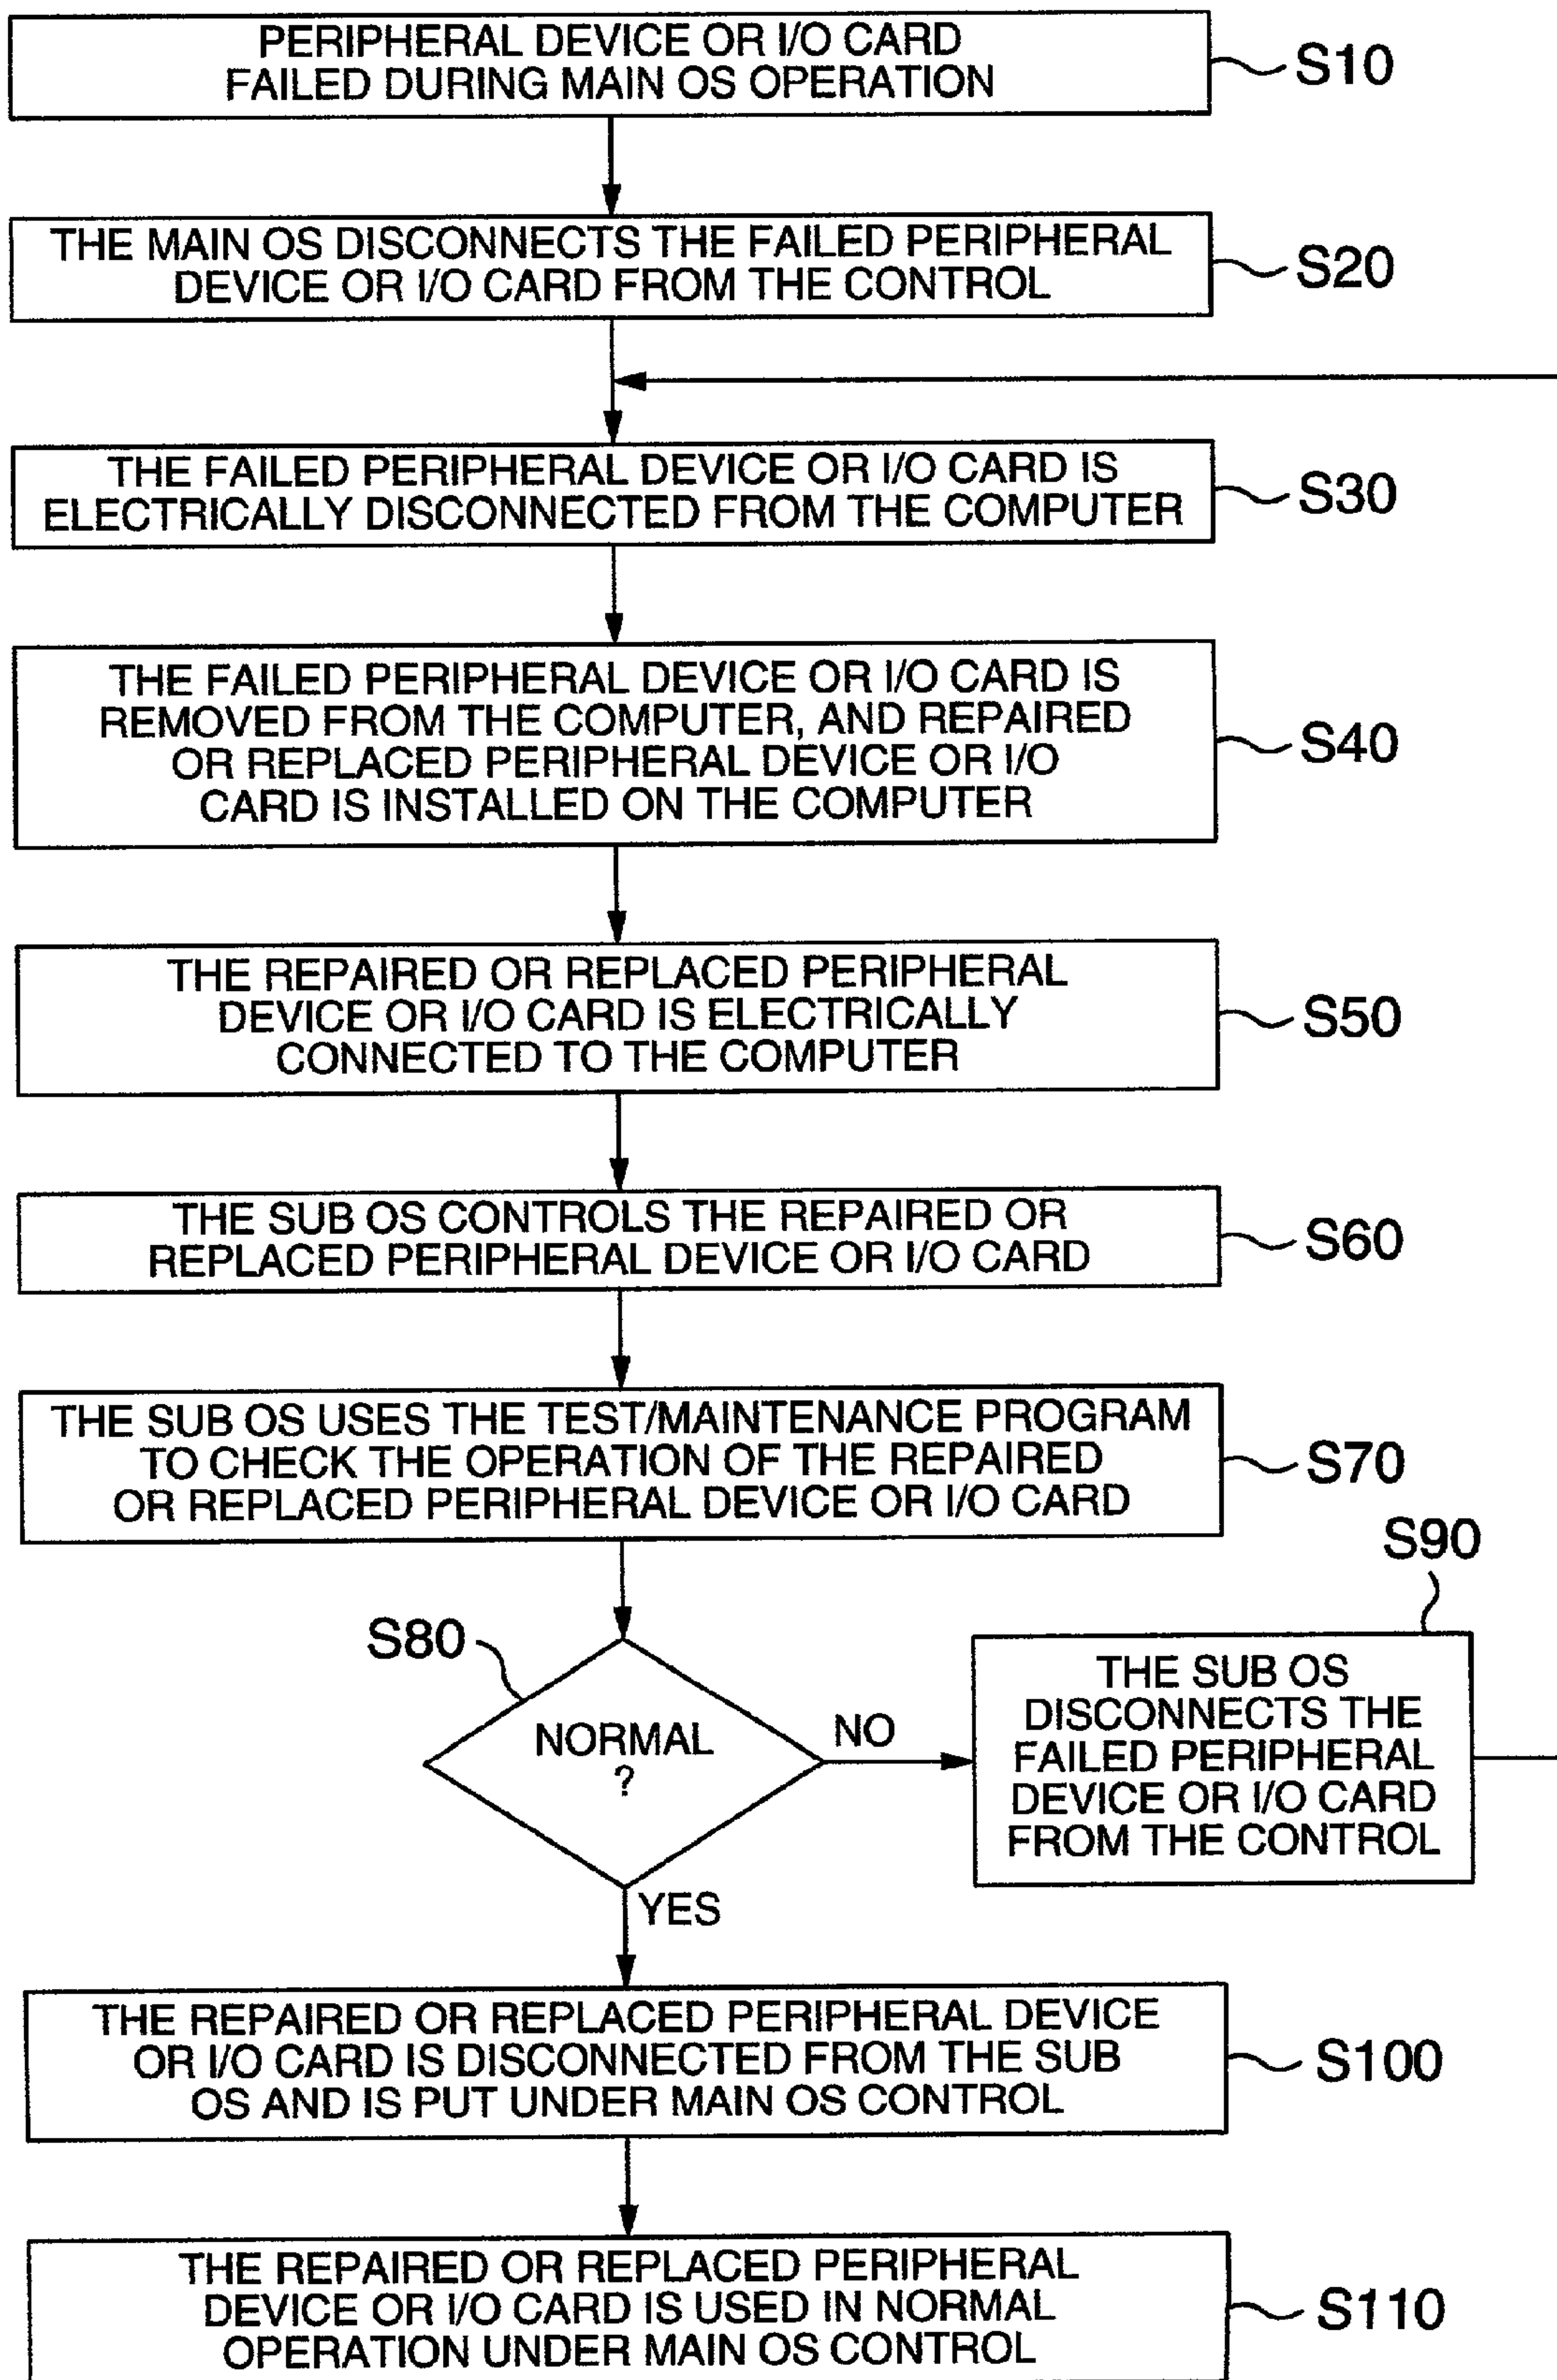 PERIPHERAL DEVICE OR I/O CARD
FAILED DURING MAIN OS OPERATION
S10
THE MAIN OS DISCONNECTS THE FAILED PERIPHERAL
DEVICE OR I/O CARD FROM THE CONTROL
S20
THE FAILED PERIPHERAL DEVICE OR I/O CARD IS
ELECTRICALLY DISCONNECTED FROM THE COMPUTER
S30
THE FAILED PERIPHERAL DEVICE OR I/O CARD IS
REMOVED FROM THE COMPUTER, AND REPAIRED
OR REPLACED PERIPHERAL DEVICE OR I/O
CARD IS INSTALLED ON THE COMPUTER
S40
THE REPAIRED OR REPLACED PERIPHERAL
DEVICE OR I/O CARD IS ELECTRICALLY
CONNECTED TO THE COMPUTER
S50
THE SUB OS CONTROLS THE REPAIRED OR
REPLACED PERIPHERAL DEVICE OR I/O CARD
S60
THE SUB OS USES THE TEST/MAINTENANCE PROGRAM
TO CHECK THE OPERATION OF THE REPAIRED
OR REPLACED PERIPHERAL DEVICE OR I/O CARD
S70
S80
NORMAL
?
NO
YES
S90
THE SUB OS
DISCONNECTS THE
FAILED PERIPHERAL
DEVICE OR I/O CARD
FROM THE CONTROL
THE REPAIRED OR REPLACED PERIPHERAL DEVICE
OR I/O CARD IS DISCONNECTED FROM THE SUB
OS AND IS PUT UNDER MAIN OS CONTROL
S100
THE REPAIRED OR REPLACED PERIPHERAL
DEVICE OR I/O CARD IS USED IN NORMAL
OPERATION UNDER MAIN OS CONTROL
S110